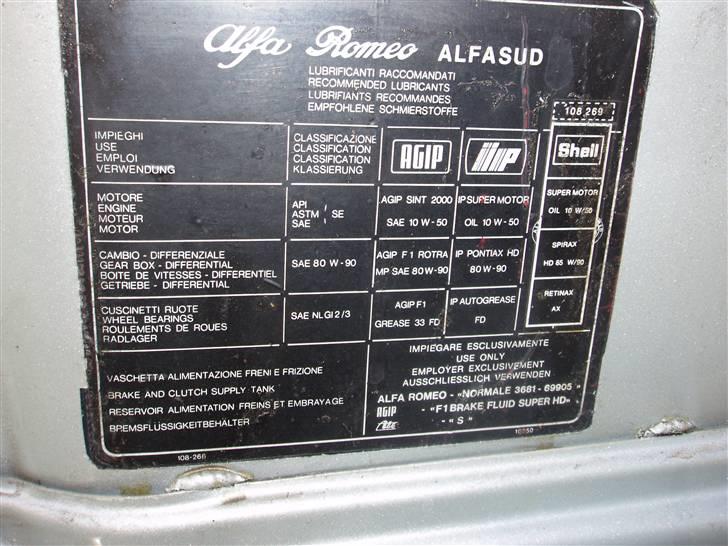 Alfa Romeo ALFASUD
LUBRIFICANTI RACCOMANDATI
RECOMMENDED LUBRICANTS
LUBRIFIANTS RECOMMANDES
EMPFOHLENE SCHMIERSTOFFE
108.269
IMPIEGHI
USE
EMPLOI
VERWENDUNG
CLASSIFICAZIONE
CLASSIFICATION
CLASSIFICATION
KLASSIERUNG
AGIP
IP
Shell
MOTORE
ENGINE
MOTEUR
MOTOR
API
ASTM SE
SAE
AGIP SINT 2000
SAE 10 W-50
IP SUPER MOTOR
OIL 10 W-50
SUPER MOTOR
OIL 10 W/50
CAMBIO - DIFFERENZIALE
GEAR BOX - DIFFERENTIAL
BOITE DE VITESSES - DIFFERENTIEL
GETRIEBE - DIFFERENTIAL
SAE 80 W-90
AGIP F 1 ROTRA
MP SAE 80 W-90
IP PONTIAX HD
80 W-90
SPIRAX
HD 85 W/90
CUSCINETTI RUOTE
WHEEL BEARINGS
ROULEMENTS DE ROUES
RADLAGER
SAE NLGI 2/3
AGIP F1
GREASE 33 FD
IP AUTOGREASE
FD
RETINAX
AX
VASCHETTA ALIMENTAZIONE FRENI E FRIZIONE
BRAKE AND CLUTCH SUPPLY TANK
RESERVOIR ALIMENTATION FREINS ET EMBRAYAGE
BREMSFLÜSSIGKEITBEHÄLTER
IMPIEGARE ESCLUSIVAMENTE
USE ONLY
EMPLOYER EXCLUSIVEMENT
AUSSCHLIESSLICH VERWENDEN
ALFA ROMEO - «NORMALE 3681-69905»
AGIP - «F1 BRAKE FLUID SUPER HD»
Ate - «S»
108-266